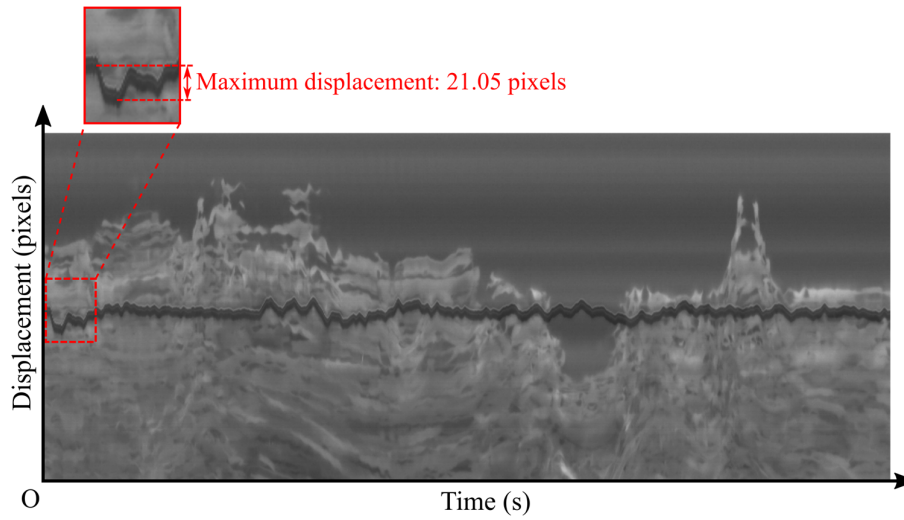 Maximum displacement: 21.05 pixels
Displacement (pixels)
O
Time (s)